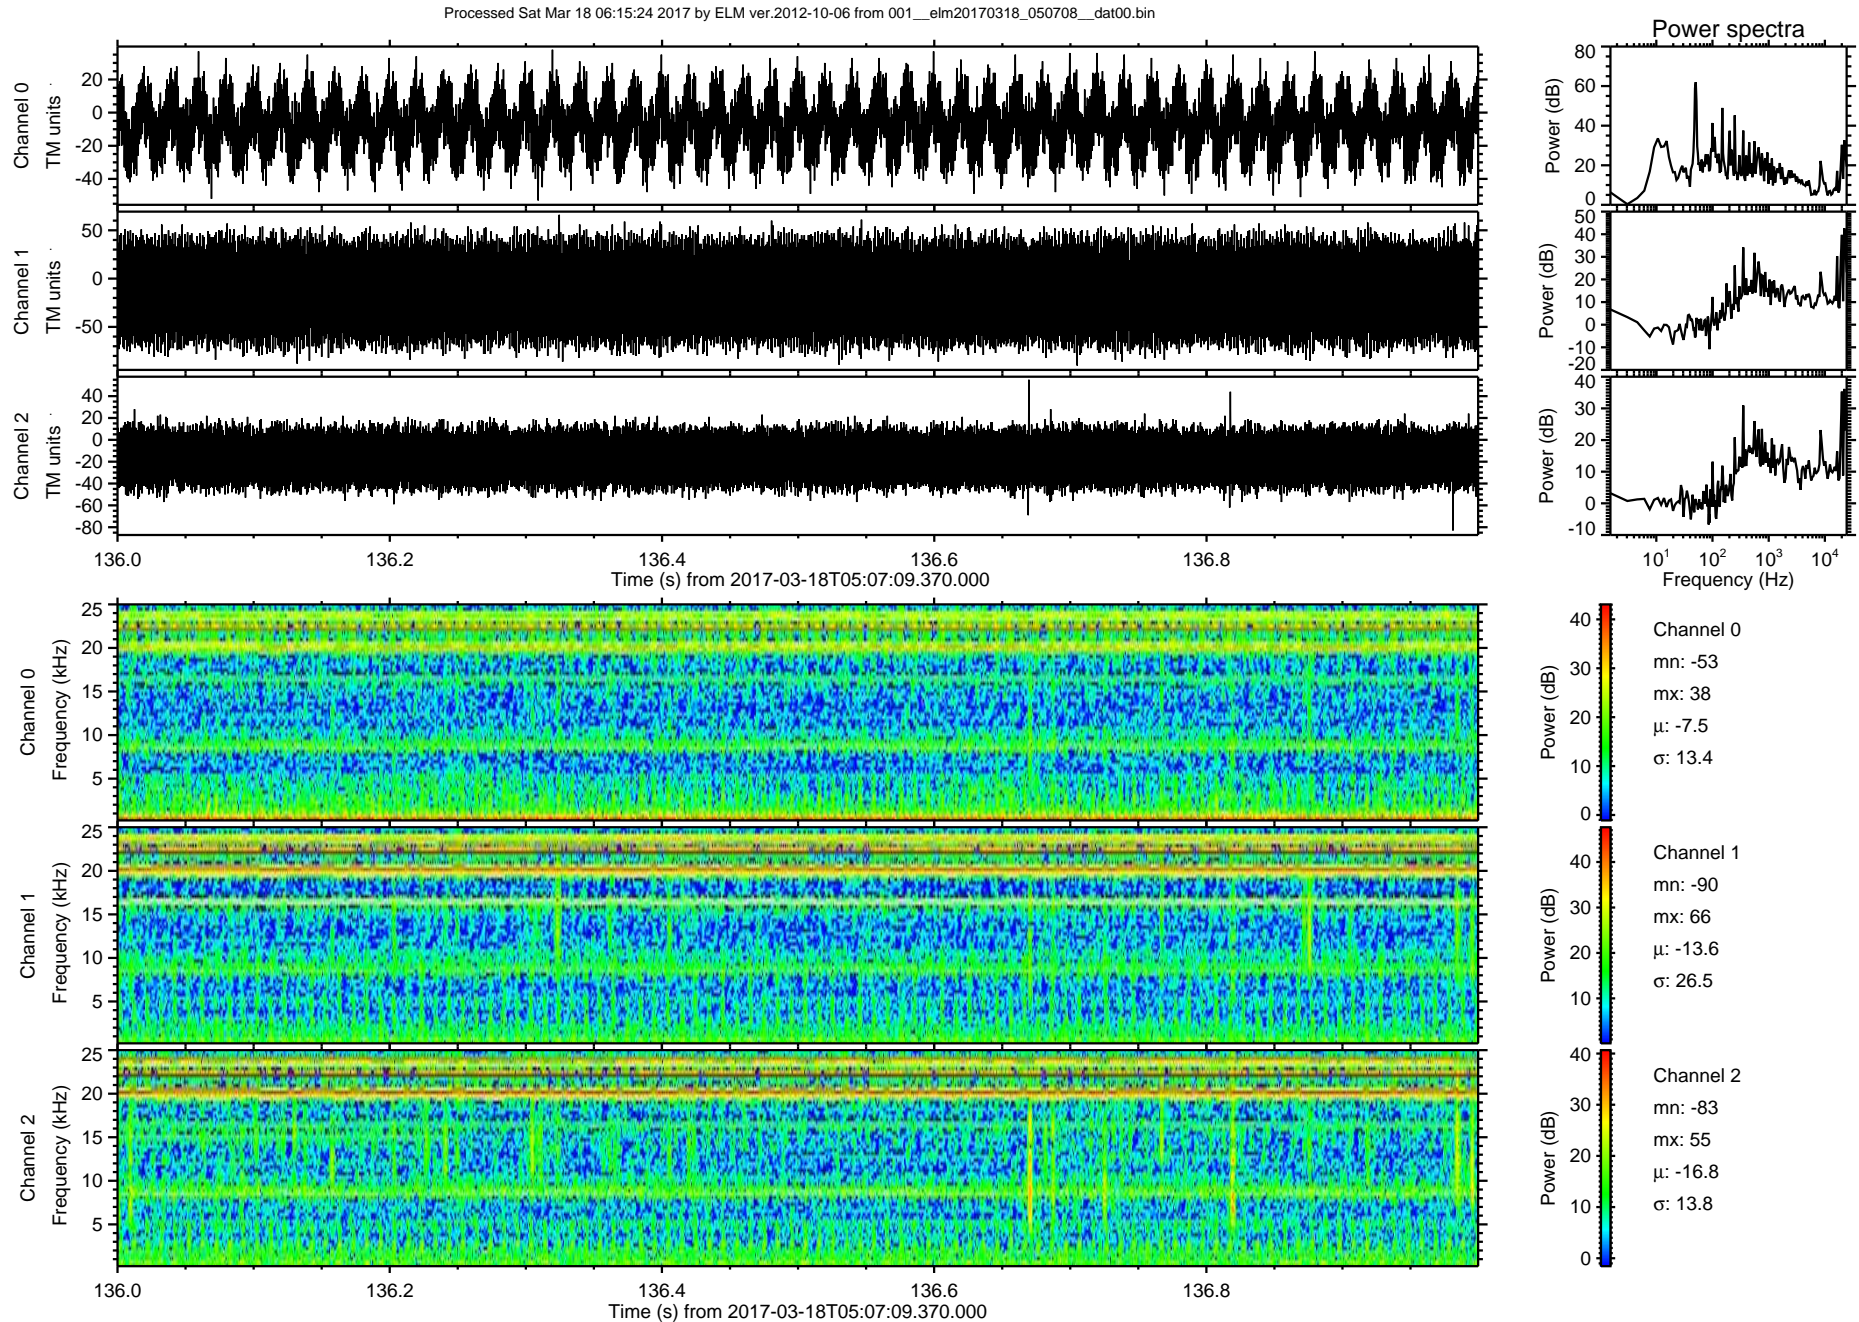 Processed Sat Mar 18 06:15:24 2017 by ELM ver.2012-10-06 from 001__elm20170318_050708__dat00.bin
Power spectra
Channel 0
TM units
20
0
-20
-40
Power (dB)
80
60
40
20
0
Channel 1
TM units
50
0
-50
Power (dB)
50
40
30
20
10
0
-10
-20
Channel 2
TM units
40
20
0
-20
-40
-60
-80
Power (dB)
40
30
20
10
0
-10
136.0 136.2 136.4 136.6 136.8
Time (s) from 2017-03-18T05:07:09.370.000
10¹ 10² 10³ 10⁴
Frequency (Hz)
Channel 0
Frequency (kHz)
25
20
15
10
5
Power (dB)
40
30
20
10
0
Channel 0
mn: -53
mx: 38
μ: -7.5
σ: 13.4
Channel 1
Frequency (kHz)
25
20
15
10
5
Power (dB)
40
30
20
10
Channel 1
mn: -90
mx: 66
μ: -13.6
σ: 26.5
Channel 2
Frequency (kHz)
25
20
15
10
5
Power (dB)
40
30
20
10
0
Channel 2
mn: -83
mx: 55
μ: -16.8
σ: 13.8
136.0 136.2 136.4 136.6 136.8
Time (s) from 2017-03-18T05:07:09.370.000